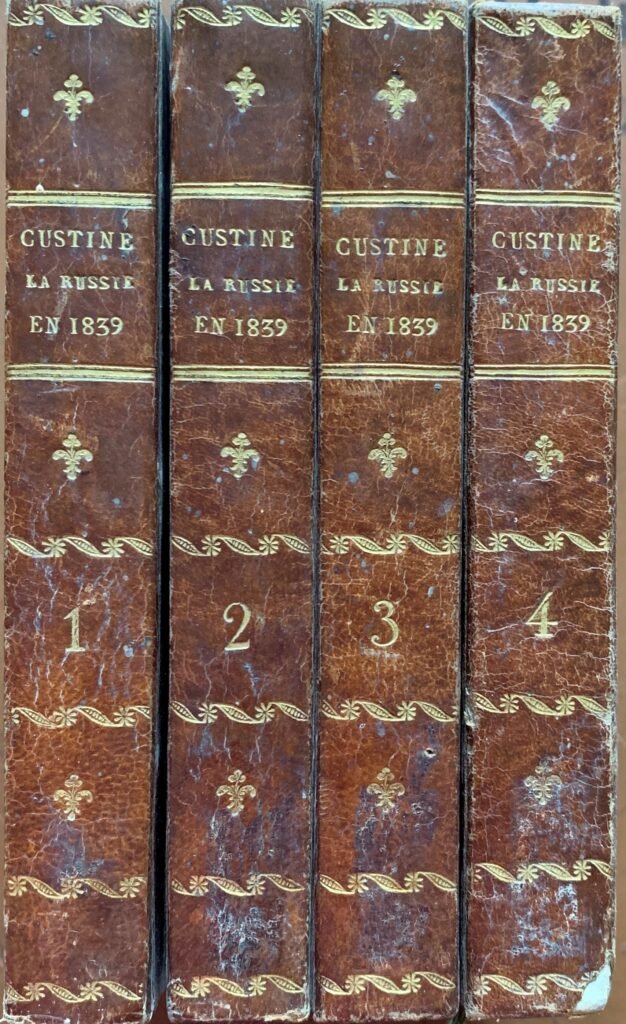 CUSTINE
LA RUSSIE
EN 1839
1
CUSTINE
LA RUSSIE
EN 1839
2
CUSTINE
LA RUSSIE
EN 1839
3
CUSTINE
LA RUSSIE
EN 1839
4